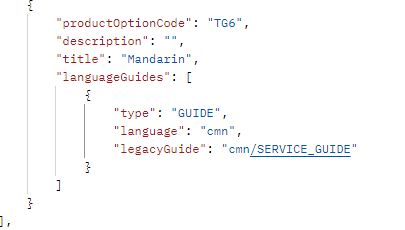 {
"productOptionCode": "TG6",
"description": "",
"title": "Mandarin",
"languageGuides": [
{
"type": "GUIDE",
"language": "cmn",
"legacyGuide": "cmn/SERVICE_GUIDE"
}
]
}
],